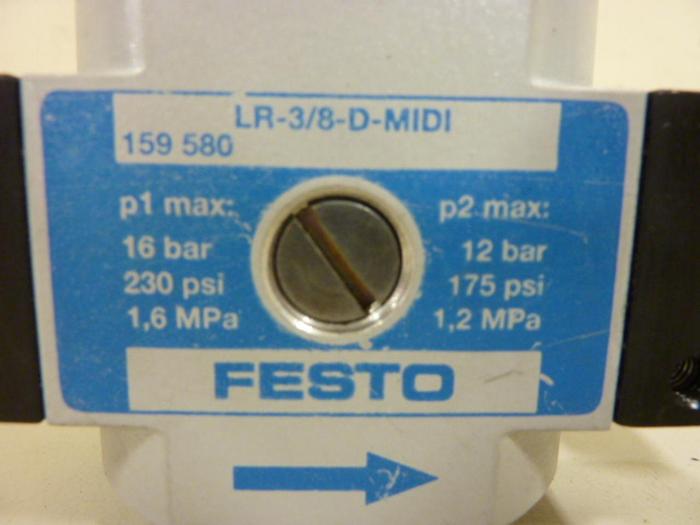 LR-3/8-D-MIDI
159 580
p1 max:
16 bar
230 psi
1,6 MPa
p2 max:
12 bar
175 psi
1,2 MPa
FESTO